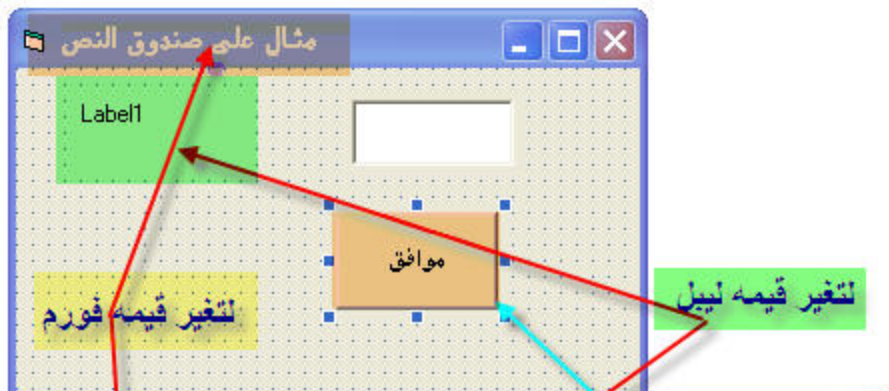 مثال على صندوق النص
Label1
موافق
لتغير قيمه ليبل
لتغير قيمه فورم